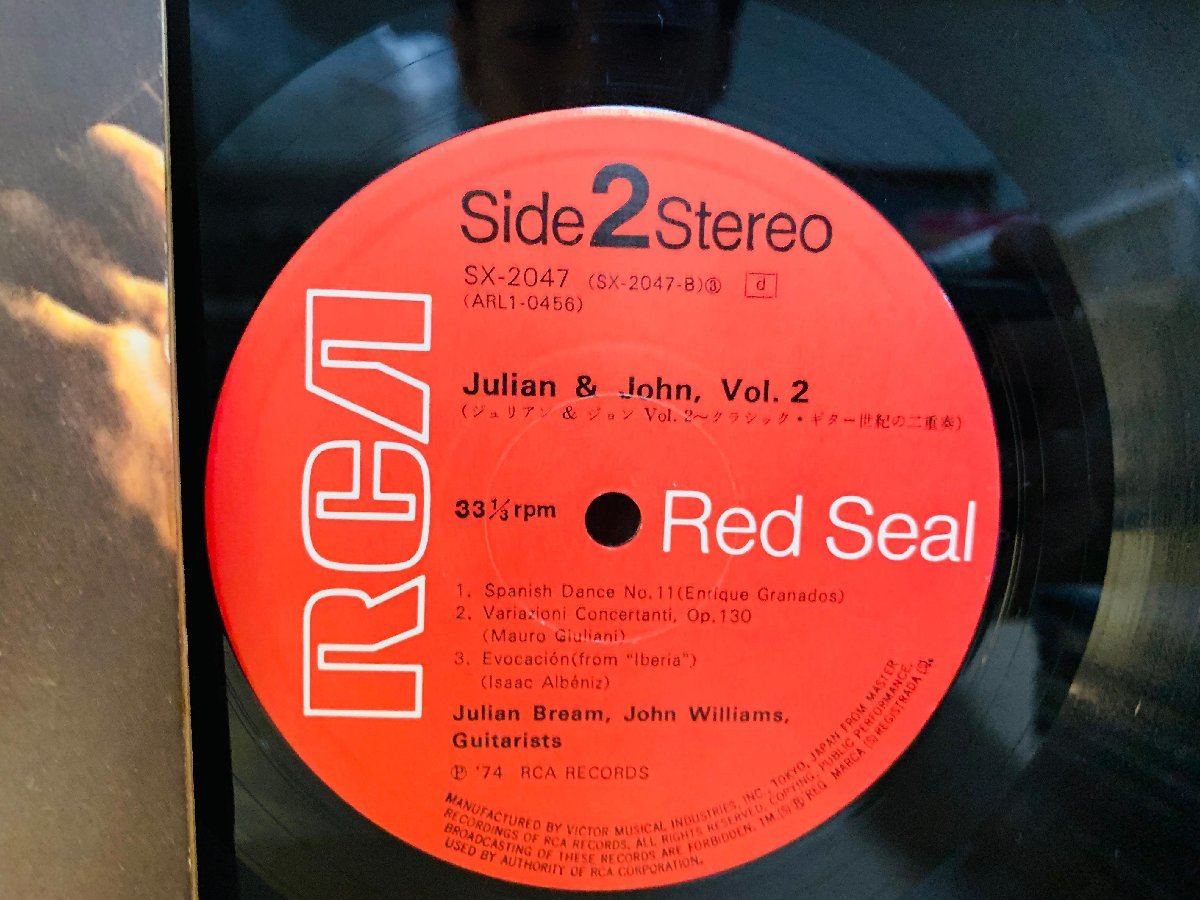 Side 2 Stereo
SX-2047 (SX-2047-B)③ d
(ARL1-0456)
RCA
Julian & John, Vol. 2
(ジュリアン & ジョン Vol. 2〜クラシック・ギター世紀の二重奏)
33⅓rpm
Red Seal
1. Spanish Dance No.11(Enrique Granados)
2. Variazioni Concertanti, Op.130
(Mauro Giuliani)
3. Evocación(from "Iberia")
(Isaac Albéniz)
Julian Bream, John Williams,
Guitarists
Ⓟ '74 RCA RECORDS
MANUFACTURED BY VICTOR MUSICAL INDUSTRIES, INC., TOKYO, JAPAN FROM MASTER
RECORDINGS OF RCA RECORDS. ALL RIGHTS RESERVED. COPYING, PUBLIC PERFORMANCE,
BROADCASTING OF THESE RECORDS ARE FORBIDDEN. TM.(S) ® REG. MARCA (S) REGISTRADA (S).
USED BY AUTHORITY OF RCA CORPORATION.